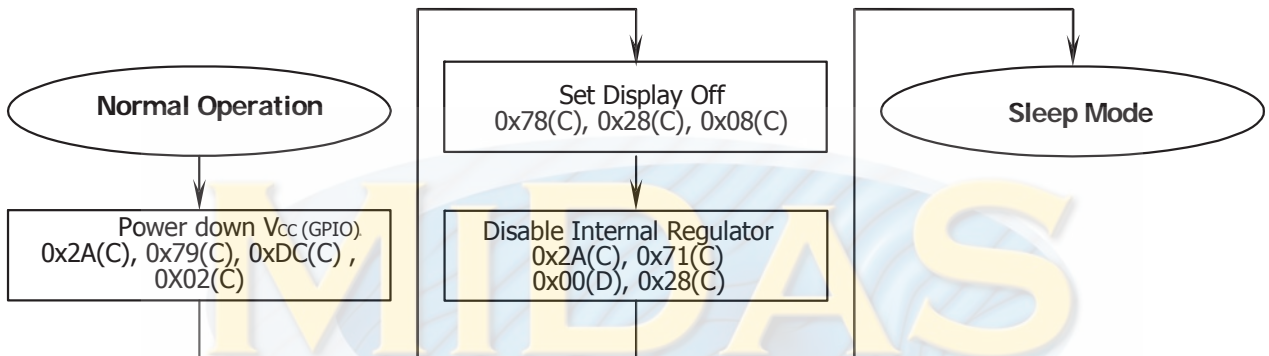 Normal Operation
Power down VCC (GPIO).
0x2A(C), 0x79(C), 0xDC(C) ,
0X02(C)
Set Display Off
0x78(C), 0x28(C), 0x08(C)
Disable Internal Regulator
0x2A(C), 0x71(C)
0x00(D), 0x28(C)
Sleep Mode
MIDAS